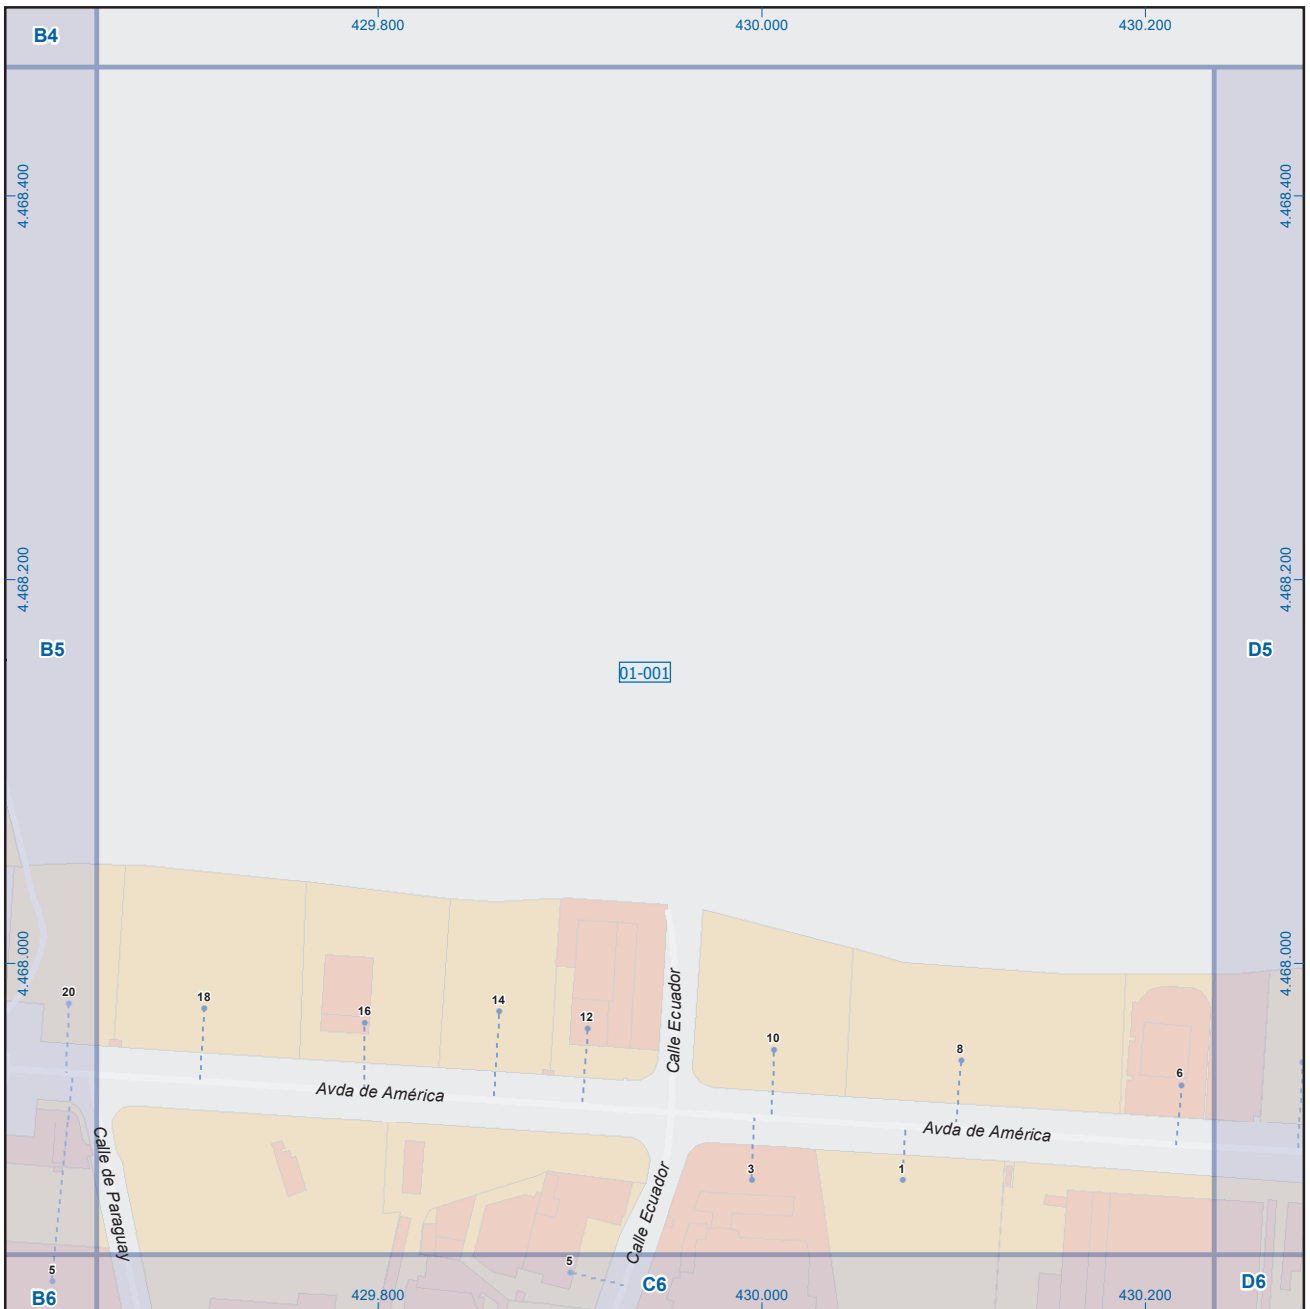 429.800
430.000
430.200
B4
4.468.400
4.468.400
4.468.200
4.468.200
B5
D5
01-001
4.468.000
4.468.000
20
18
16
14
12
Calle Ecuador
10
8
6
Avda de América
Avda de América
Calle de Paraguay
Calle Ecuador
3
1
5
5
B6
C6
D6
429.800
430.000
430.200